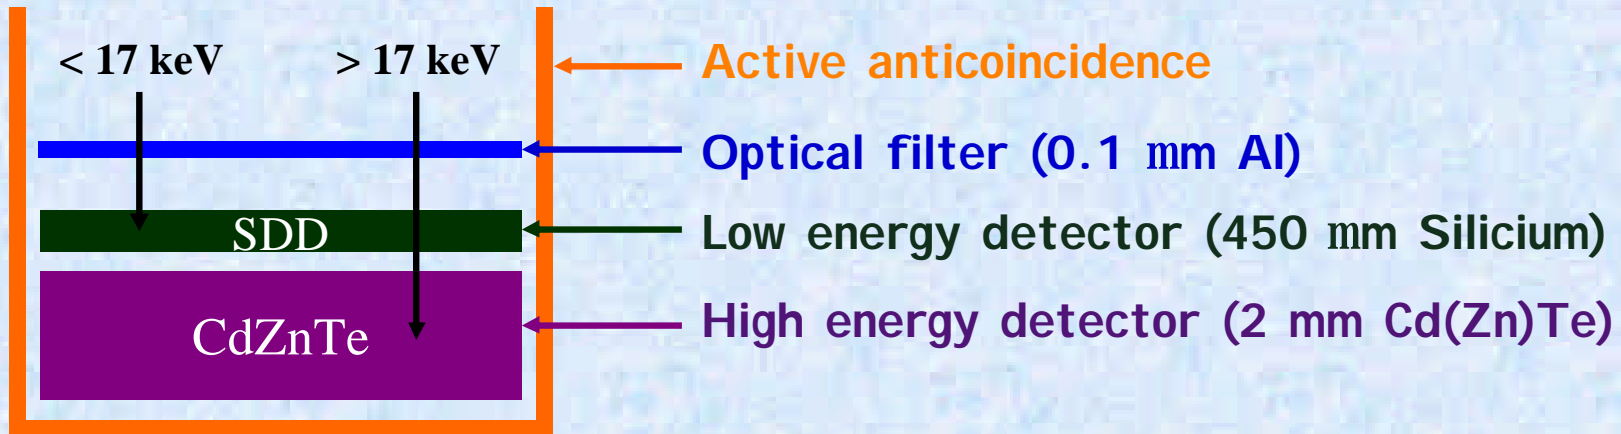 < 17 keV
> 17 keV
Active anticoincidence
Optical filter (0.1 mm Al)
SDD
Low energy detector (450 mm Silicium)
CdZnTe
High energy detector (2 mm Cd(Zn)Te)